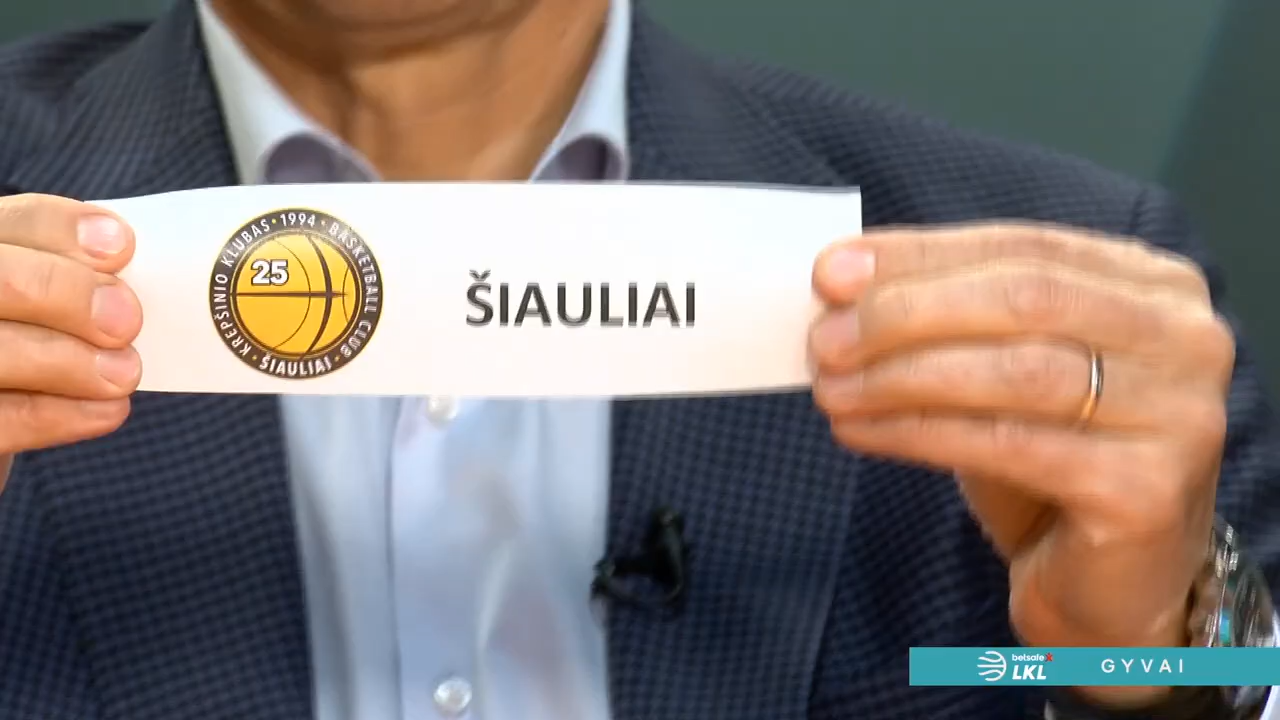 KREPŠINIO KLUBAS • 1994 • BASKETBALL CLUB
25
• ŠIAULIAI •
ŠIAULIAI
betsafe
LKL
GYVAI